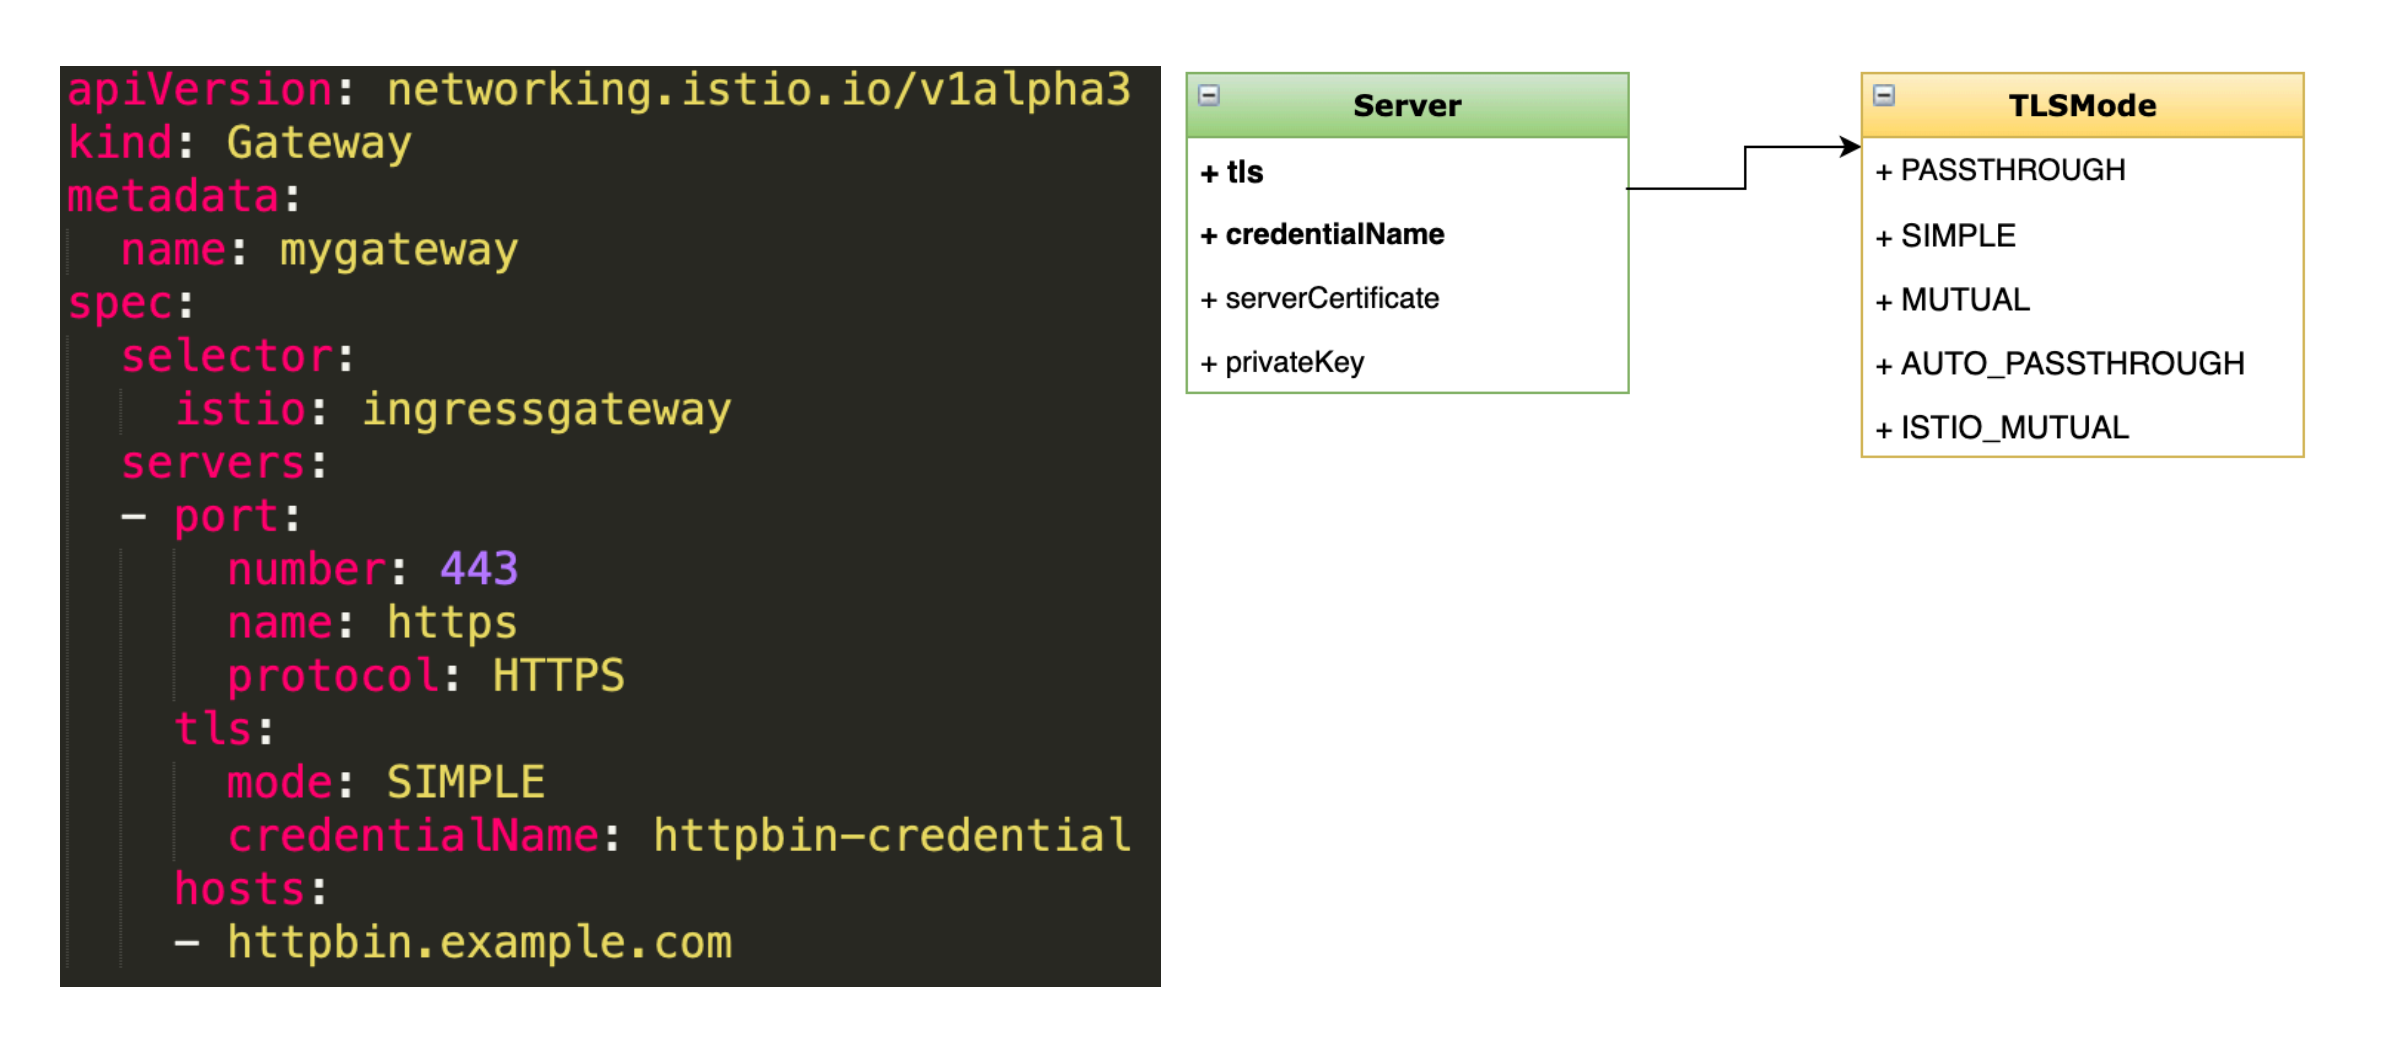 apiVersion: networking.istio.io/v1alpha3
kind: Gateway
metadata:
  name: mygateway
spec:
  selector:
    istio: ingressgateway
  servers:
  - port:
      number: 443
      name: https
      protocol: HTTPS
    tls:
      mode: SIMPLE
      credentialName: httpbin-credential
    hosts:
    - httpbin.example.com
Server
+ tls
+ credentialName
+ serverCertificate
+ privateKey
TLSMode
+ PASSTHROUGH
+ SIMPLE
+ MUTUAL
+ AUTO_PASSTHROUGH
+ ISTIO_MUTUAL